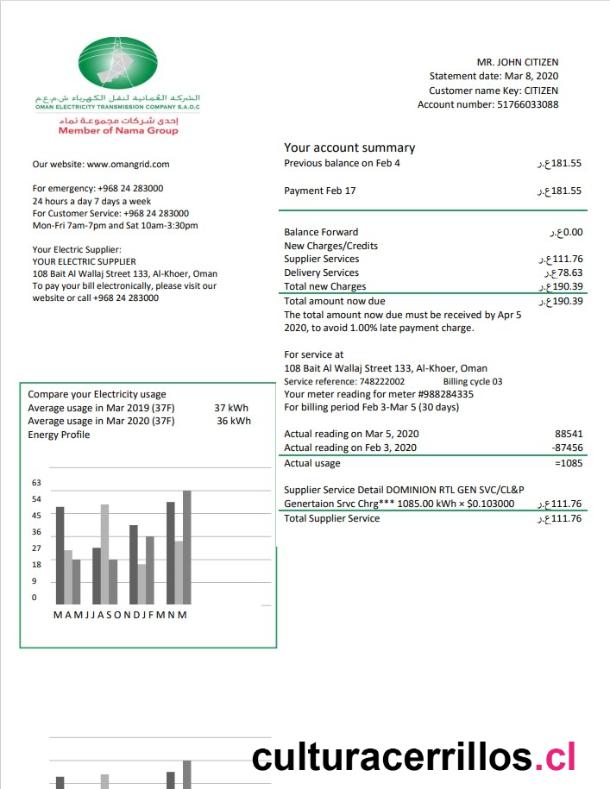 الشركة العمانية لنقل الكهرباء ش.م.ع.م
OMAN ELECTRICITY TRANSMISSION COMPANY S.A.O.C
إحدى شركات مجموعة نماء
Member of Nama Group
MR. JOHN CITIZEN
Statement date: Mar 8, 2020
Customer name Key: CITIZEN
Account number: 51766033088
Our website: www.omangrid.com
For emergency: +968 24 283000
24 hours a day 7 days a week
For Customer Service: +968 24 283000
Mon-Fri 7am-7pm and Sat 10am-3:30pm
Your Electric Supplier:
YOUR ELECTRIC SUPPLIER
108 Bait Al Wallaj Street 133, Al-Khoer, Oman
To pay your bill electronically, please visit our
website or call +968 24 283000
Your account summary
Previous balance on Feb 4 ر.ع181.55
Payment Feb 17 ر.ع181.55
Balance Forward ر.ع0.00
New Charges/Credits
Supplier Services ر.ع111.76
Delivery Services ر.ع78.63
Total new Charges ر.ع190.39
Total amount now due ر.ع190.39
The total amount now due must be received by Apr 5
2020, to avoid 1.00% late payment charge.
For service at
108 Bait Al Wallaj Street 133, Al-Khoer, Oman
Service reference: 748222002 Billing cycle 03
Your meter reading for meter #988284335
For billing period Feb 3-Mar 5 (30 days)
Actual reading on Mar 5, 2020 88541
Actual reading on Feb 3, 2020 -87456
Actual usage =1085
Supplier Service Detail DOMINION RTL GEN SVC/CL&P
Genertaion Srvc Chrg*** 1085.00 kWh × $0.103000 ر.ع111.76
Total Supplier Service ر.ع111.76
Compare your Electricity usage
Average usage in Mar 2019 (37F) 37 kWh
Average usage in Mar 2020 (37F) 36 kWh
Energy Profile
63
54
45
36
27
18
9
0
M A M J J A S O N D J F M N M
culturacerrillos.cl